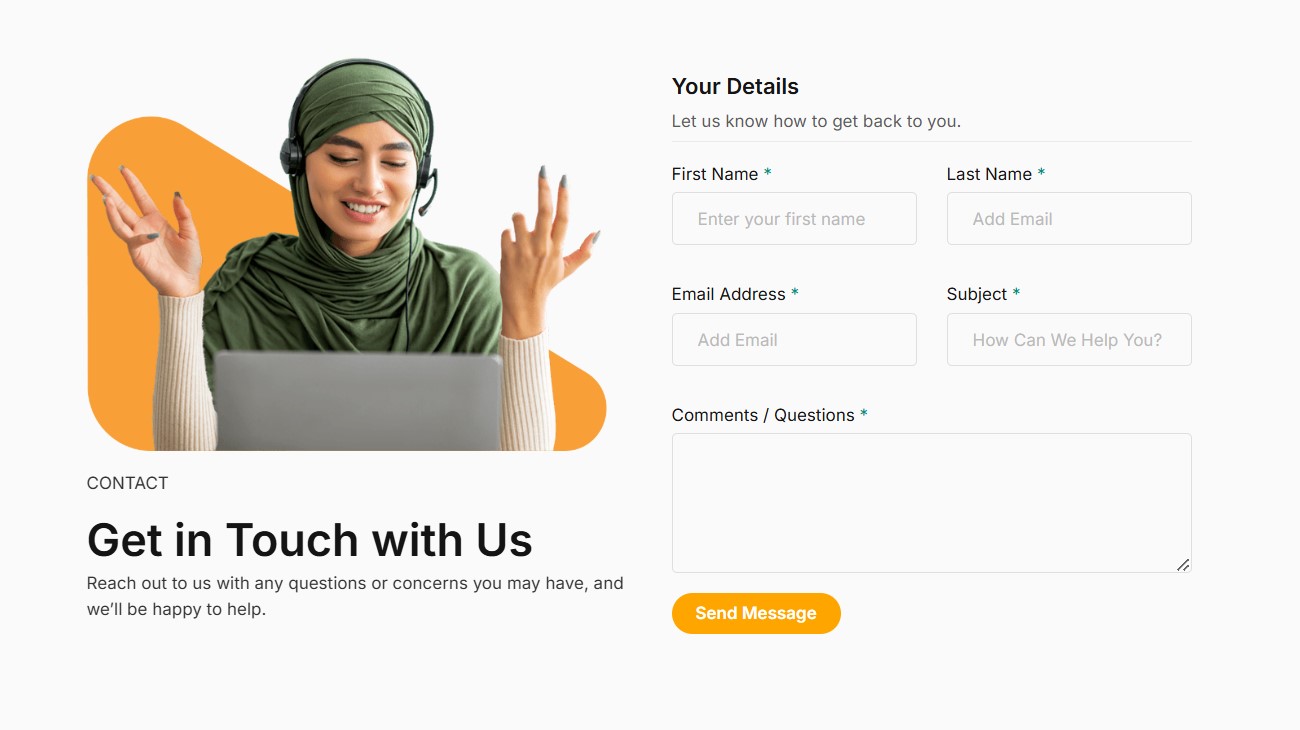 CONTACT
Get in Touch with Us
Reach out to us with any questions or concerns you may have, and
we’ll be happy to help.
Your Details
Let us know how to get back to you.
First Name *
Enter your first name
Last Name *
Add Email
Email Address *
Add Email
Subject *
How Can We Help You?
Comments / Questions *
Send Message